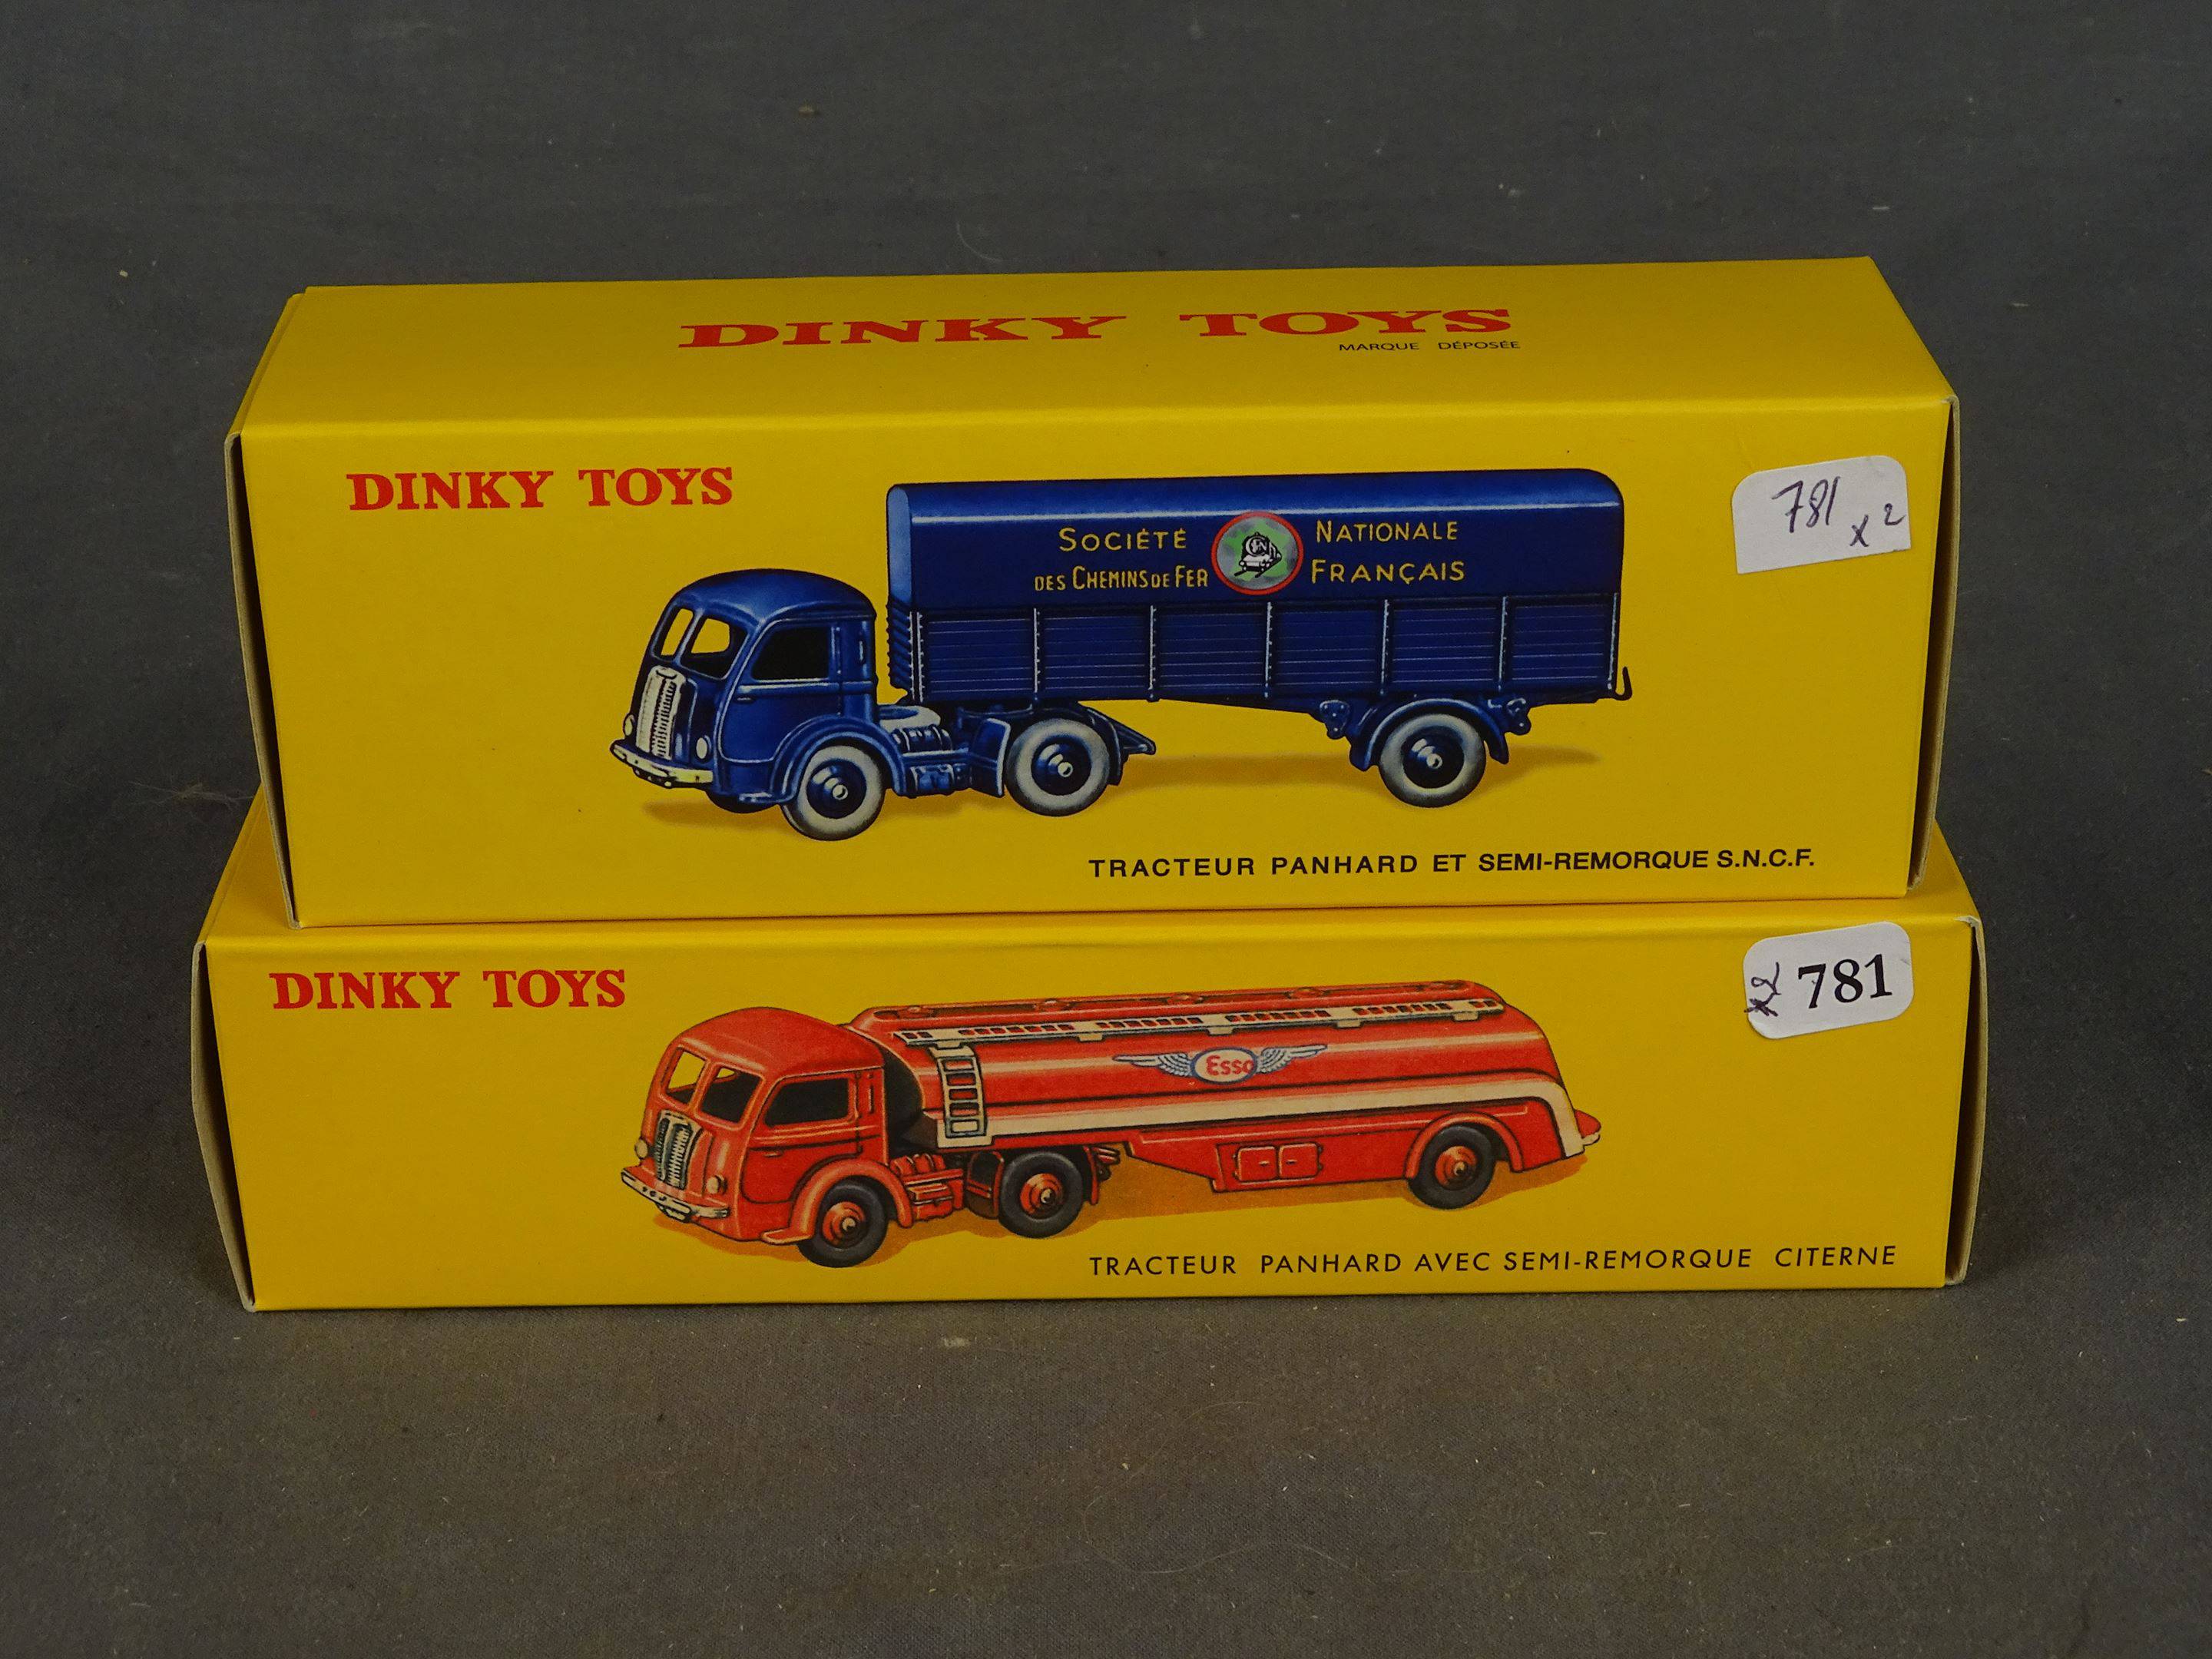 DINKY TOYS
MARQUE DÉPOSÉE
DINKY TOYS
781 x2
SOCIÉTÉ NATIONALE
DES CHEMINS DE FER FRANÇAIS
TRACTEUR PANHARD ET SEMI-REMORQUE S.N.C.F.
DINKY TOYS
x2 781
Esso
TRACTEUR PANHARD AVEC SEMI-REMORQUE CITERNE